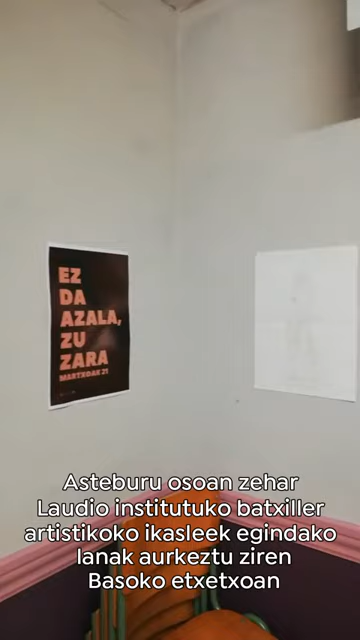 EZ
DA
AZALA,
ZU
ZARA
MARTXOAK 21
Asteburu osoan zehar
Laudio institutuko batxiller
artistikoko ikasleek egindako
lanak aurkeztu ziren
Basoko etxetxoan